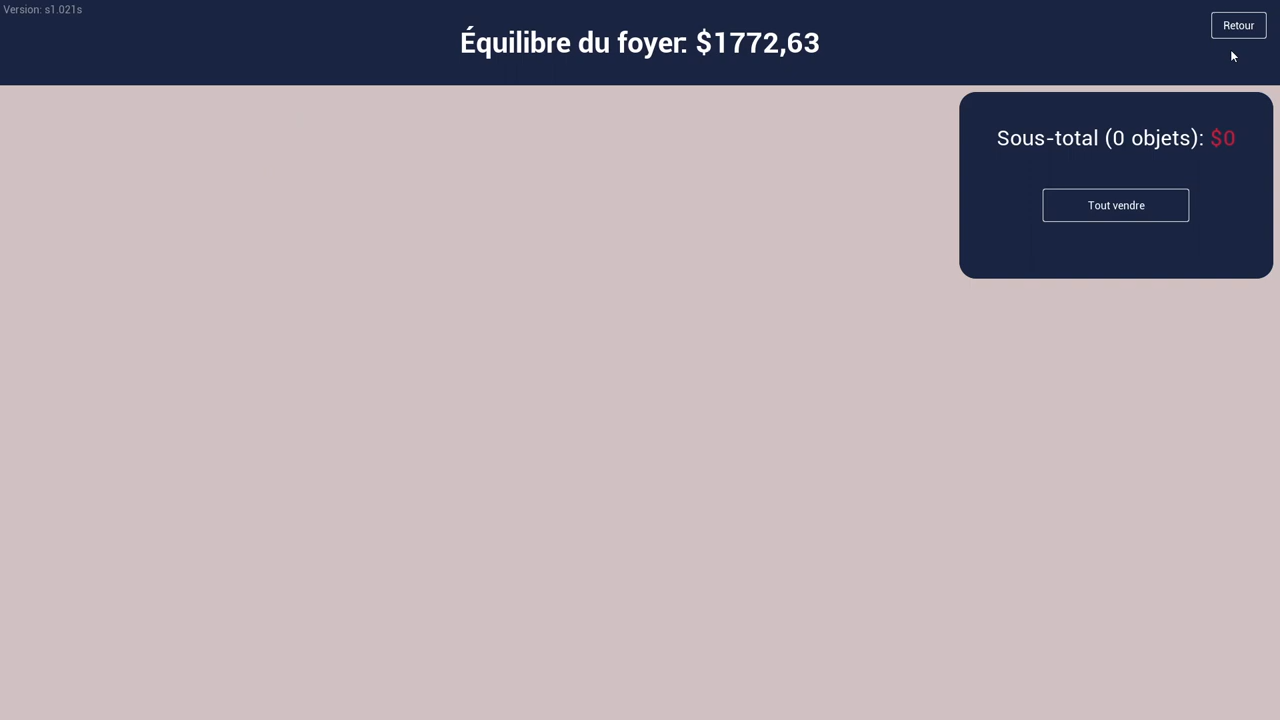 Version: s1.021s
Équilibre du foyer: $1772,63
Retour
Sous-total (0 objets): $0
Tout vendre